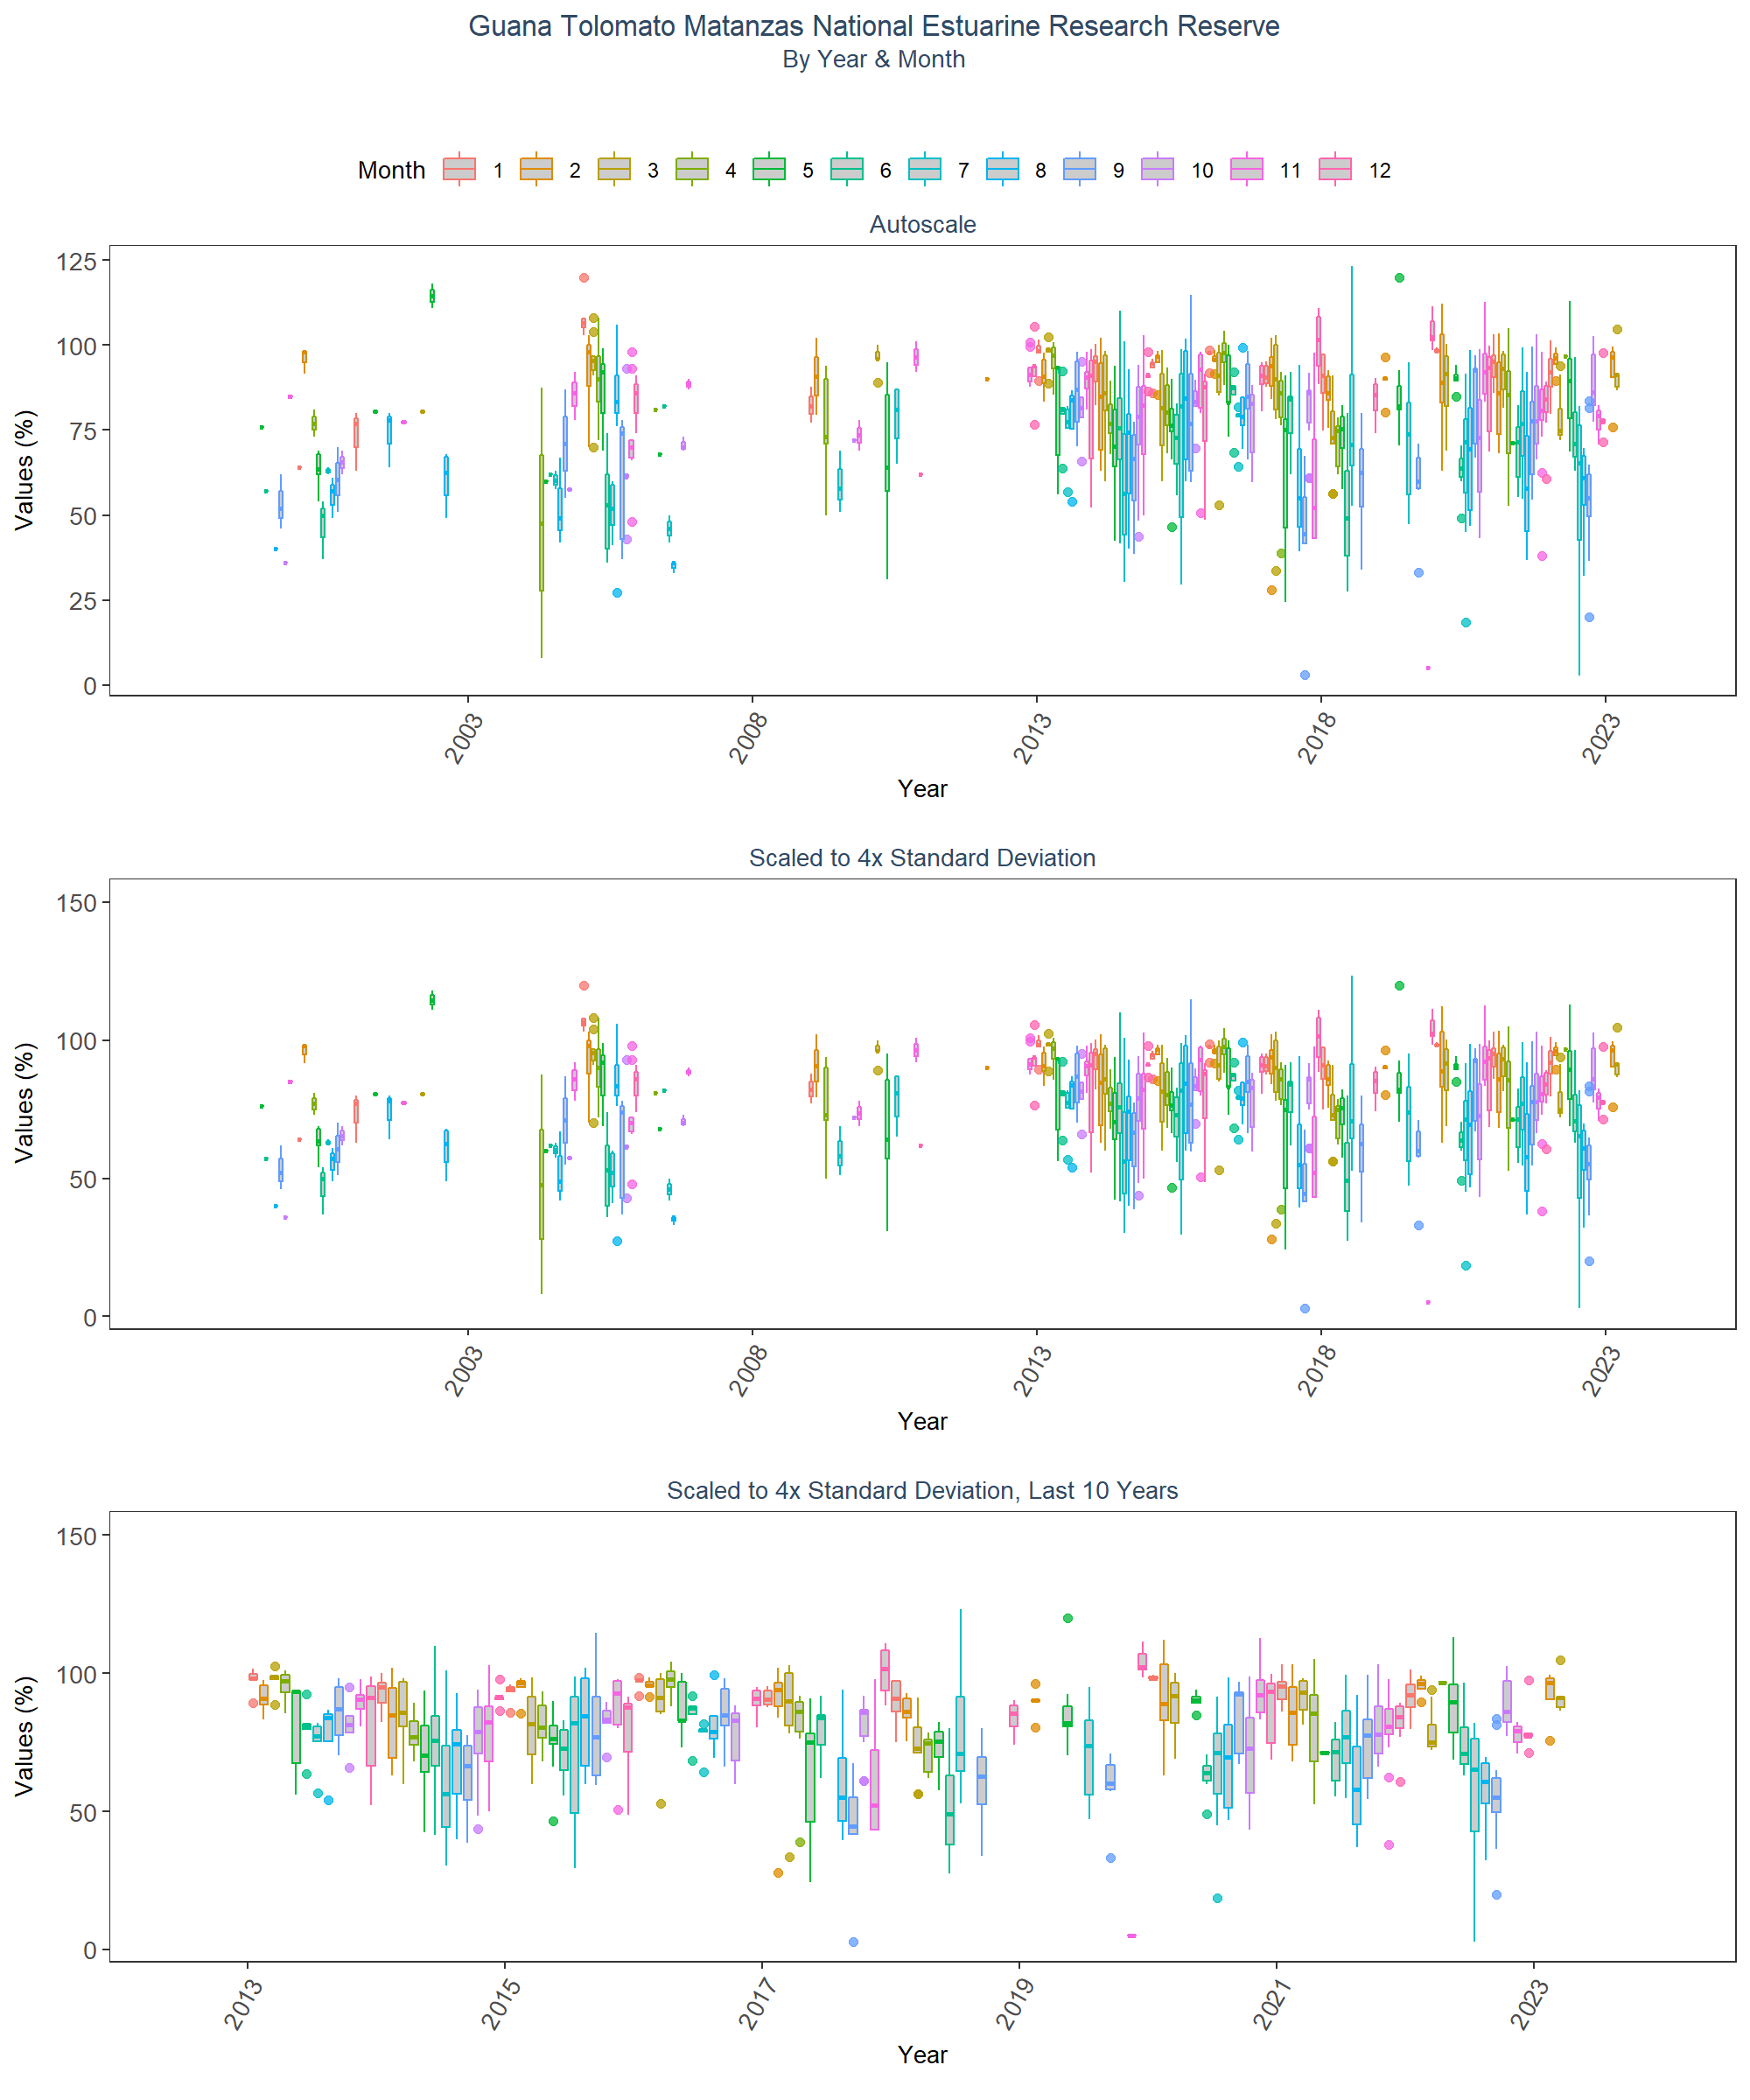 Guana Tolomato Matanzas National Estuarine Research Reserve
By Year & Month
Month 1 2 3 4 5 6 7 8 9 10 11 12
Autoscale
125
100
75
50
25
0
Values (%)
2003 2008 2013 2018 2023
Year
Scaled to 4x Standard Deviation
150
100
50
0
Values (%)
2003 2008 2013 2018 2023
Year
Scaled to 4x Standard Deviation, Last 10 Years
150
100
50
0
Values (%)
2013 2015 2017 2019 2021 2023
Year